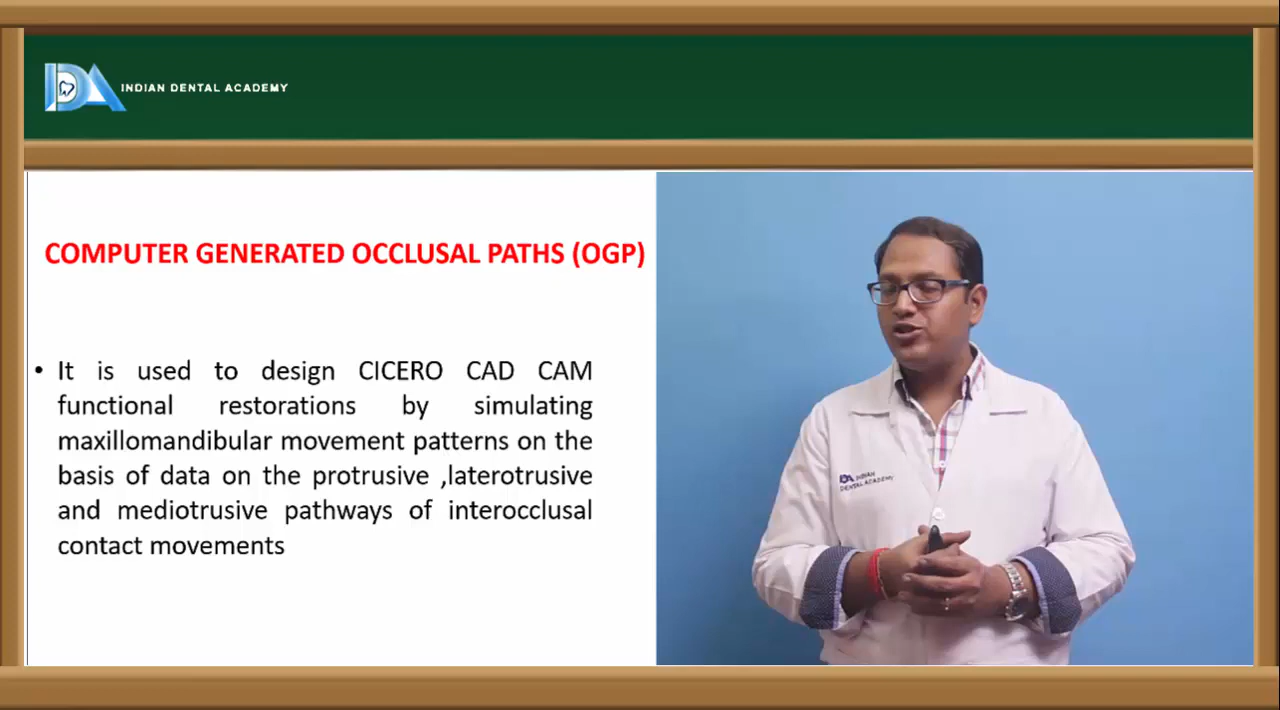 IDA INDIAN DENTAL ACADEMY
COMPUTER GENERATED OCCLUSAL PATHS (OGP)
• It is used to design CICERO CAD CAM
functional restorations by simulating
maxillomandibular movement patterns on the
basis of data on the protrusive ,laterotrusive
and mediotrusive pathways of interocclusal
contact movements
IDA INDIAN
DENTAL ACADEMY